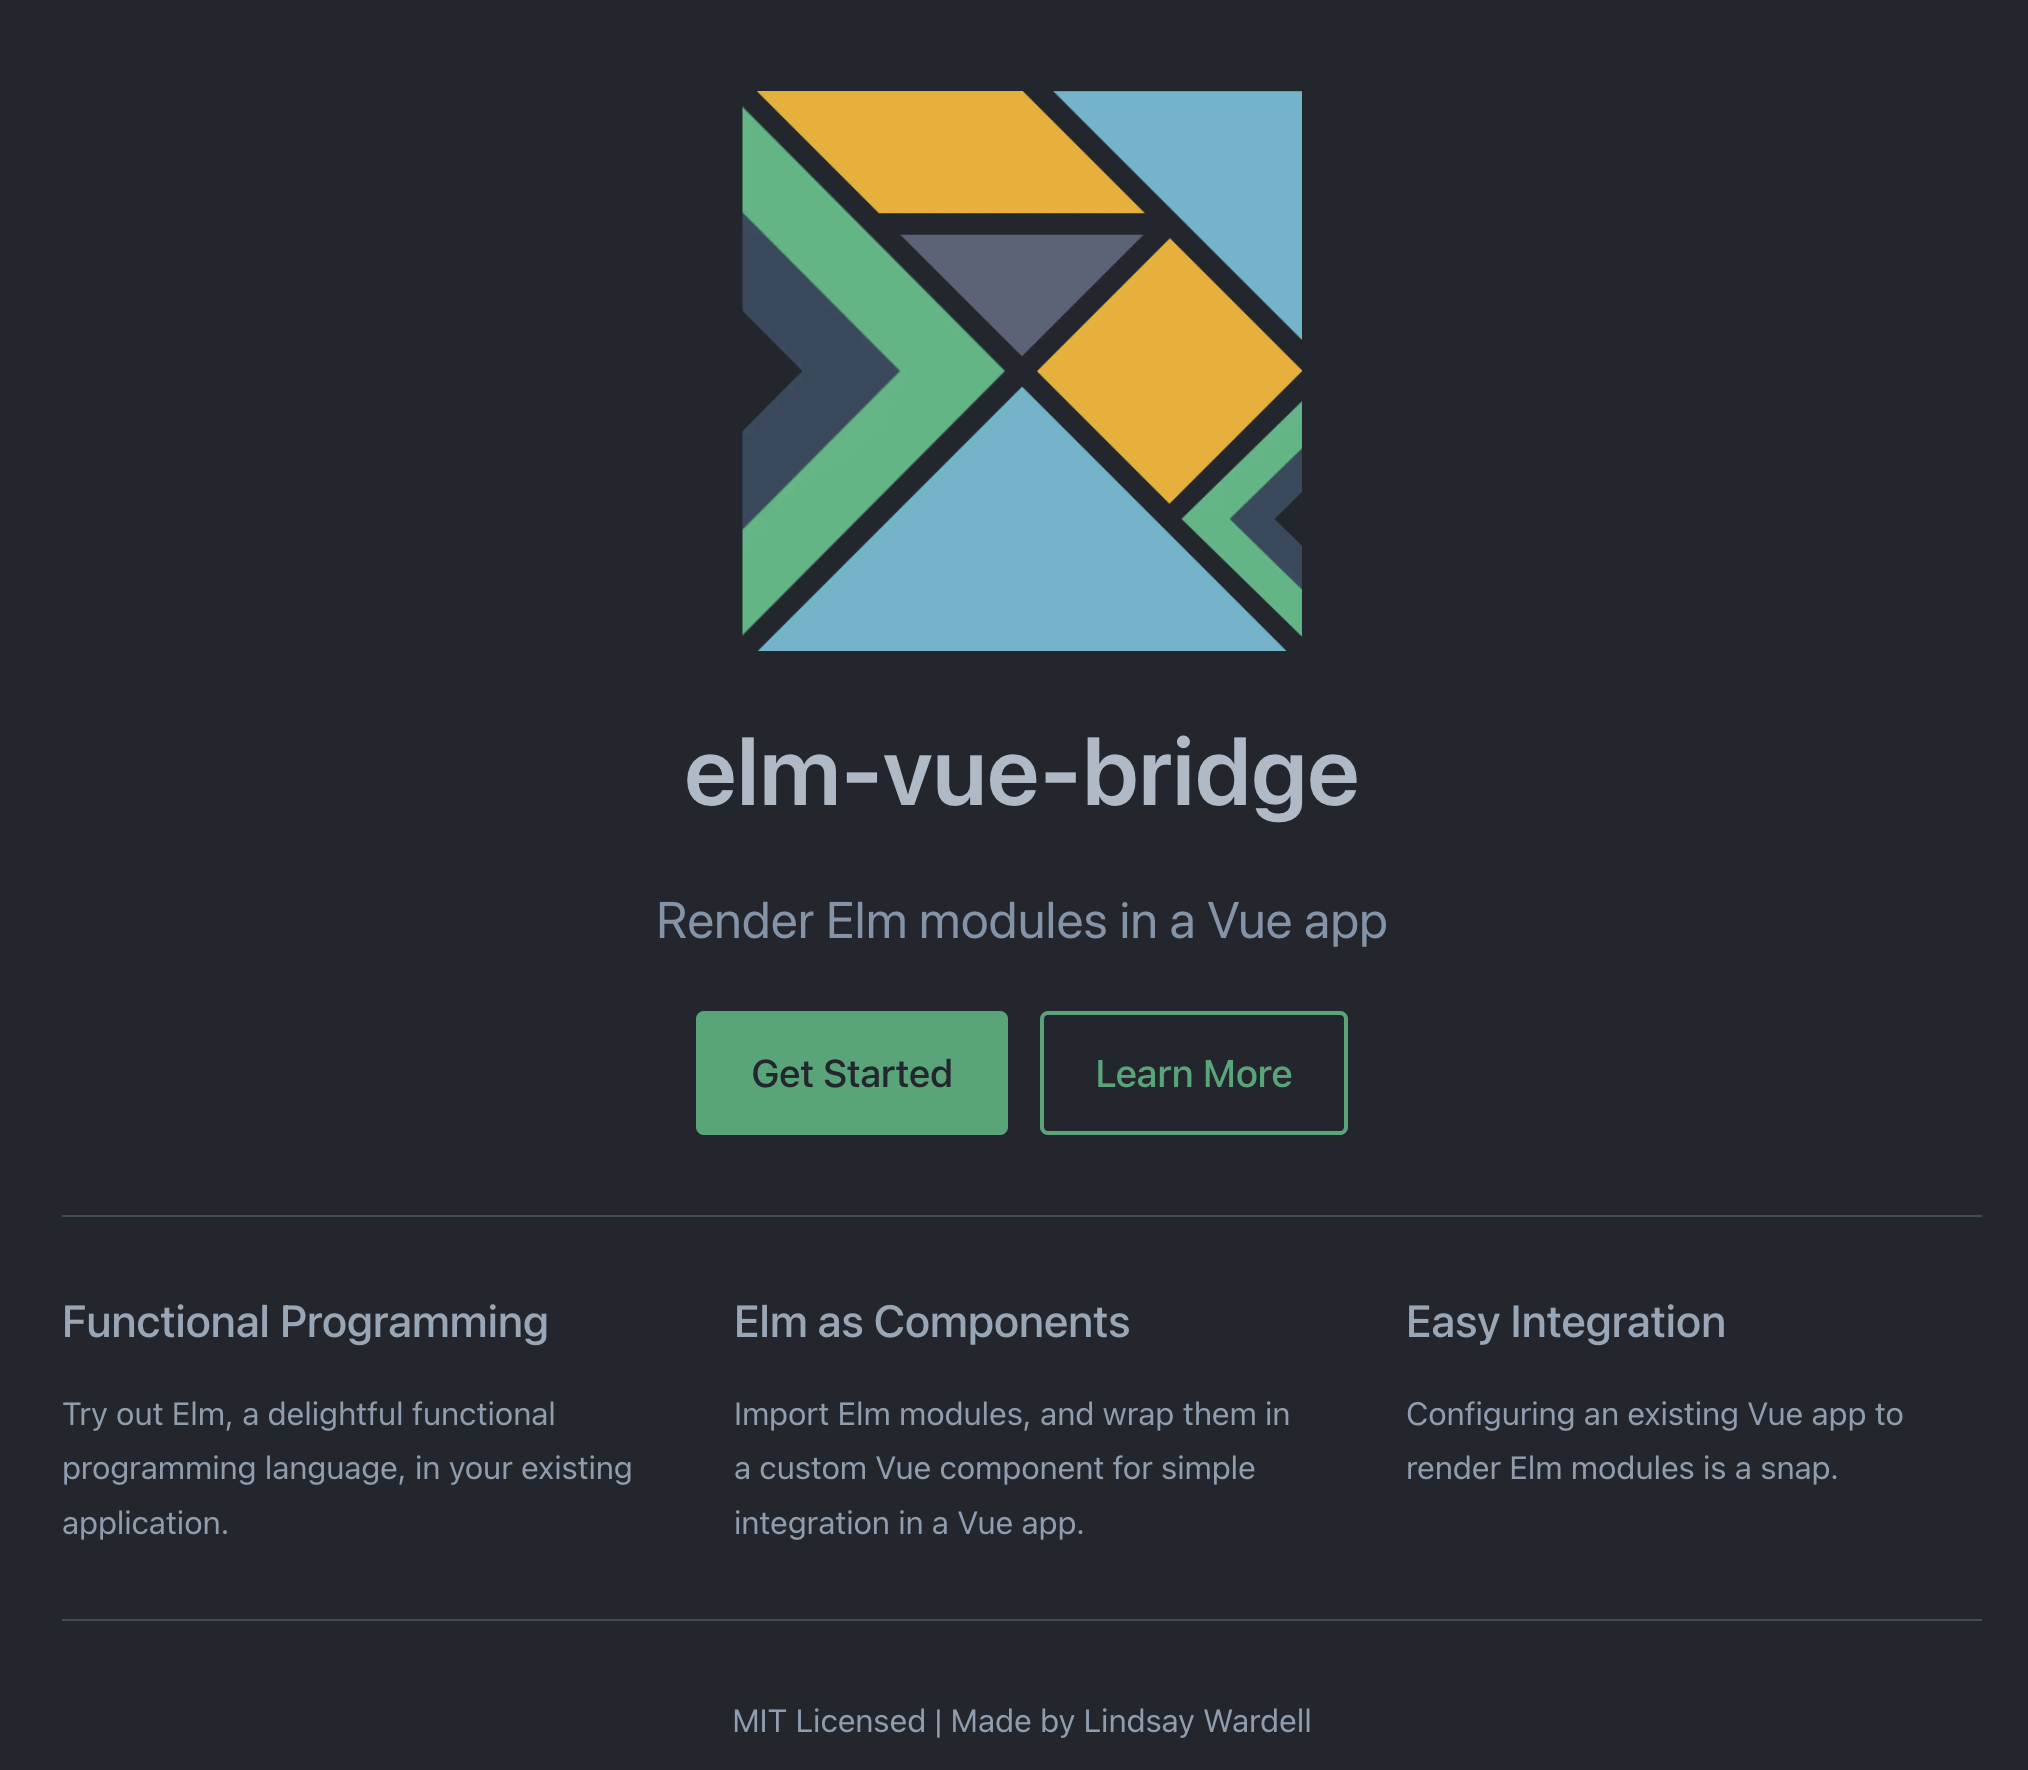 elm-vue-bridge
Render Elm modules in a Vue app
Get Started
Learn More
Functional Programming
Try out Elm, a delightful functional
programming language, in your existing
application.
Elm as Components
Import Elm modules, and wrap them in
a custom Vue component for simple
integration in a Vue app.
Easy Integration
Configuring an existing Vue app to
render Elm modules is a snap.
MIT Licensed | Made by Lindsay Wardell